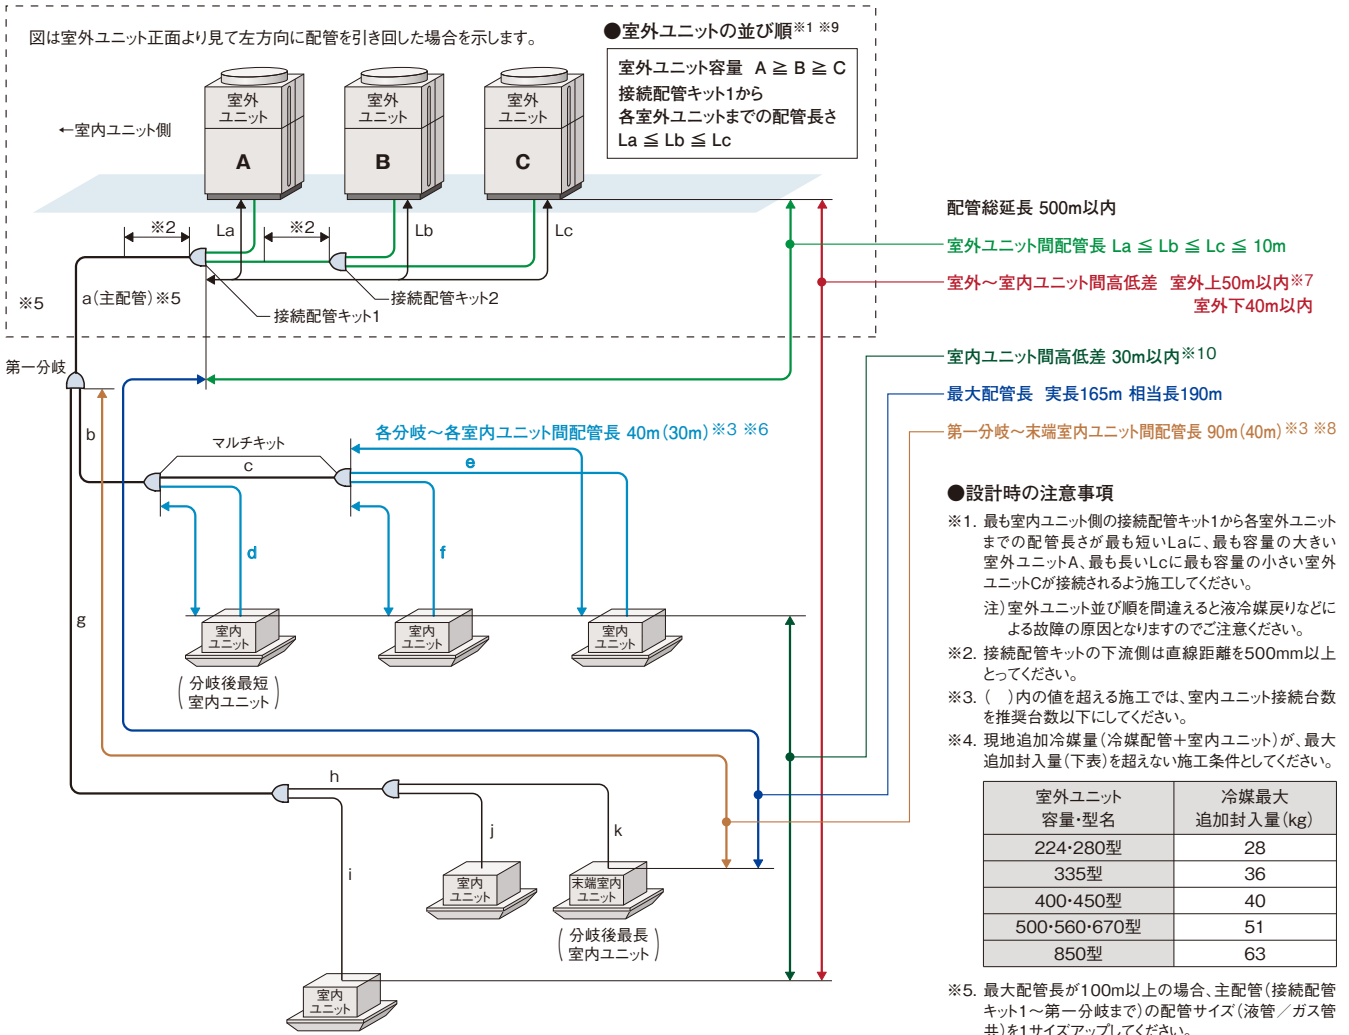 図は室外ユニット正面より見て左方向に配管を引き回した場合を示します。
●室外ユニットの並び順※1 ※9
室外ユニット容量 A ≧ B ≧ C
接続配管キット1から
各室外ユニットまでの配管長さ
La ≦ Lb ≦ Lc
室外
ユニット
A
室外
ユニット
B
室外
ユニット
C
←室内ユニット側
※2
La
※2
Lb
Lc
※5
a(主配管)※5
接続配管キット2
接続配管キット1
第一分岐
配管総延長 500m以内
室外ユニット間配管長 La ≦ Lb ≦ Lc ≦ 10m
室外～室内ユニット間高低差 室外上50m以内※7
室外下40m以内
室内ユニット間高低差 30m以内※10
最大配管長 実長165m 相当長190m
第一分岐～末端室内ユニット間配管長 90m(40m)※3 ※8
b
マルチキット
c
各分岐～各室内ユニット間配管長 40m(30m)※3 ※6
e
d
f
g
室内
ユニット
室内
ユニット
室内
ユニット
(分岐後最短
室内ユニット)
h
j
k
i
室内
ユニット
末端室内
ユニット
(分岐後最長
室内ユニット)
室内
ユニット
●設計時の注意事項
※1. 最も室内ユニット側の接続配管キット1から各室外ユニット
までの配管長さが最も短いLaに、最も容量の大きい
室外ユニットA、最も長いLcに最も容量の小さい室外
ユニットCが接続されるよう施工してください。
注)室外ユニット並び順を間違えると液冷媒戻りなどに
よる故障の原因となりますのでご注意ください。
※2. 接続配管キットの下流側は直線距離を500mm以上
とってください。
※3. ( )内の値を超える施工では、室内ユニット接続台数
を推奨台数以下にしてください。
※4. 現地追加冷媒量(冷媒配管+室内ユニット)が、最大
追加封入量(下表)を超えない施工条件としてください。
室外ユニット
容量・型名
冷媒最大
追加封入量(kg)
224・280型 28
335型 36
400・450型 40
500・560・670型 51
850型 63
※5. 最大配管長が100m以上の場合、主配管(接続配管
キット1～第一分岐まで)の配管サイズ(液管／ガス管
共)を1サイズアップしてください。